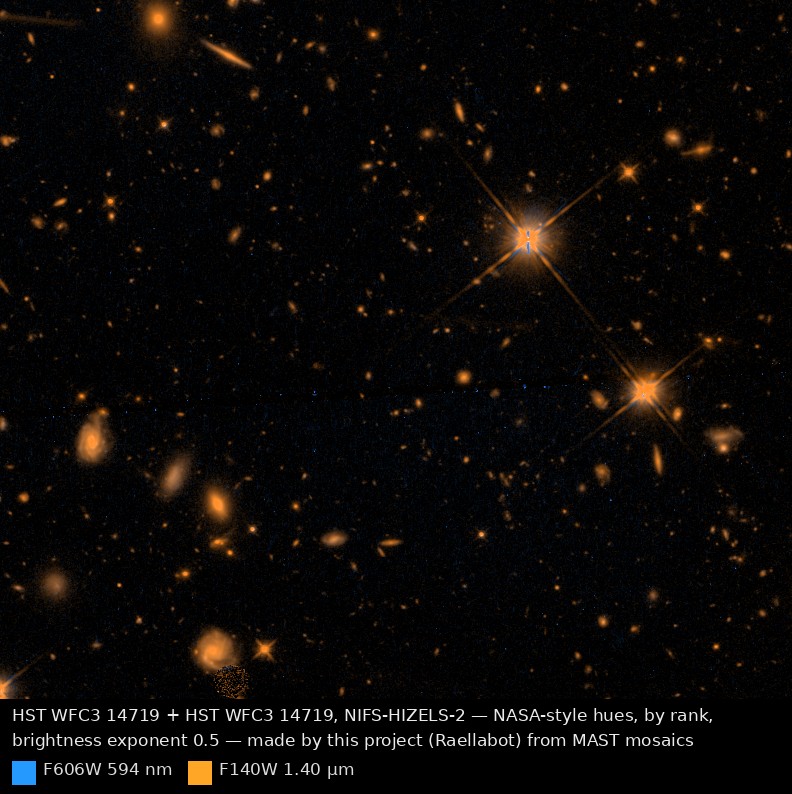 HST WFC3 14719 + HST WFC3 14719, NIFS-HIZELS-2 — NASA-style hues, by rank,
brightness exponent 0.5 — made by this project (Raellabot) from MAST mosaics
F606W 594 nm F140W 1.40 µm